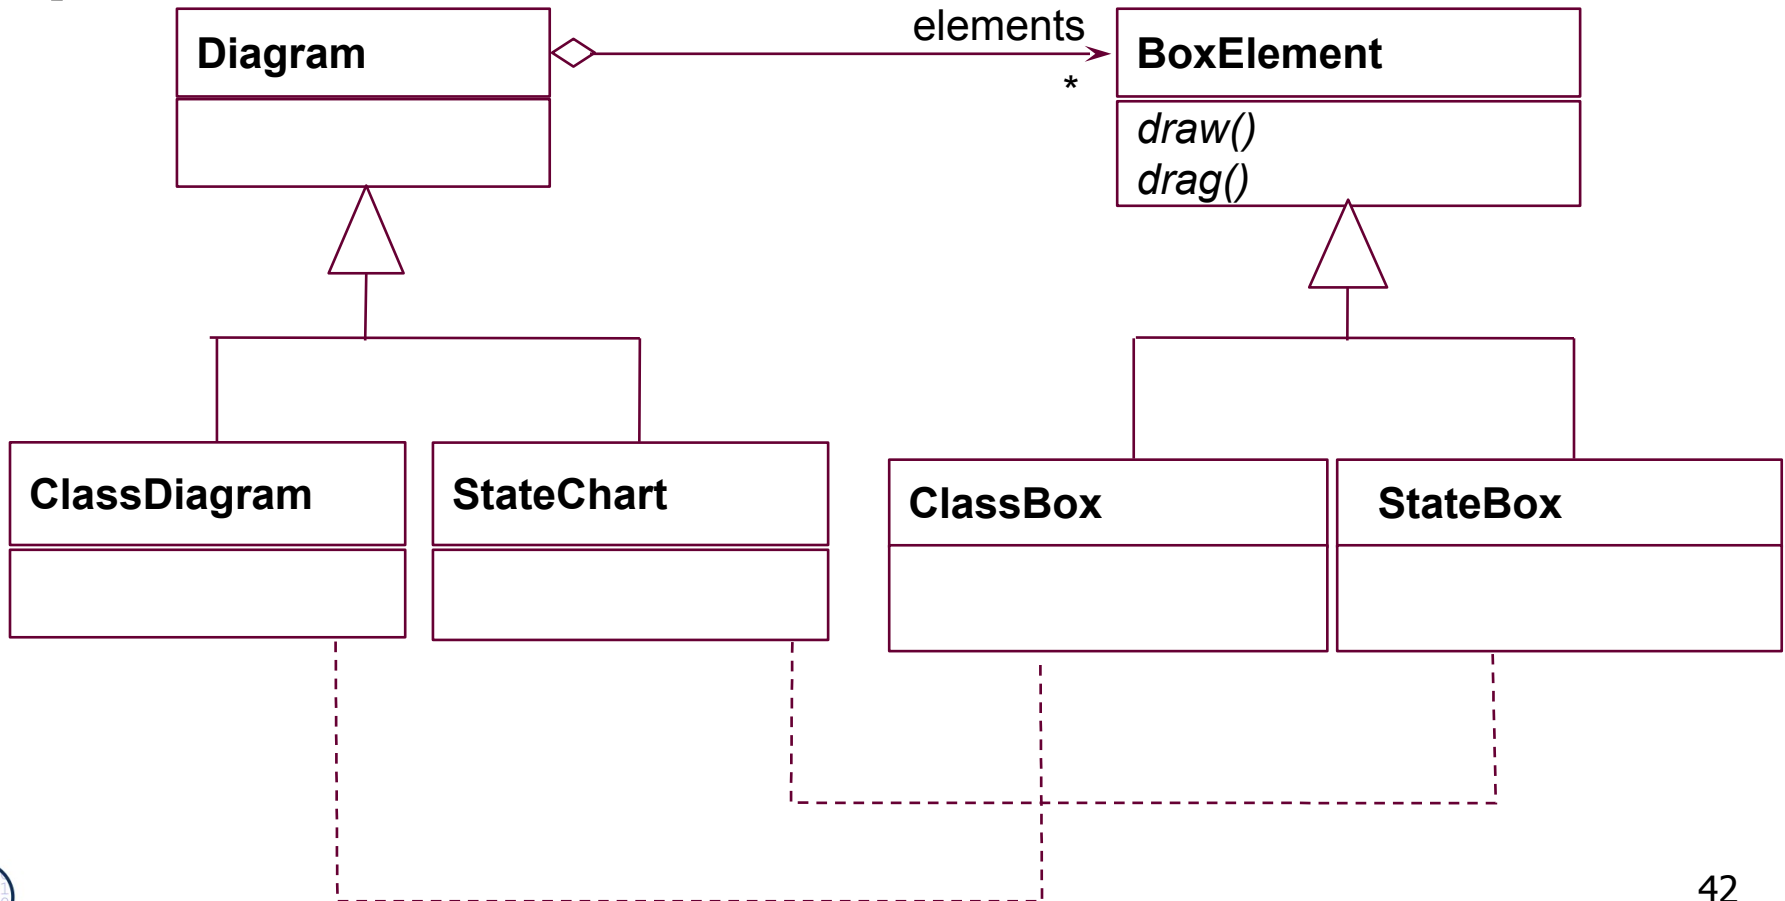 elements
Diagram
BoxElement
*
draw()
drag()
ClassDiagram
StateChart
ClassBox
StateBox
42